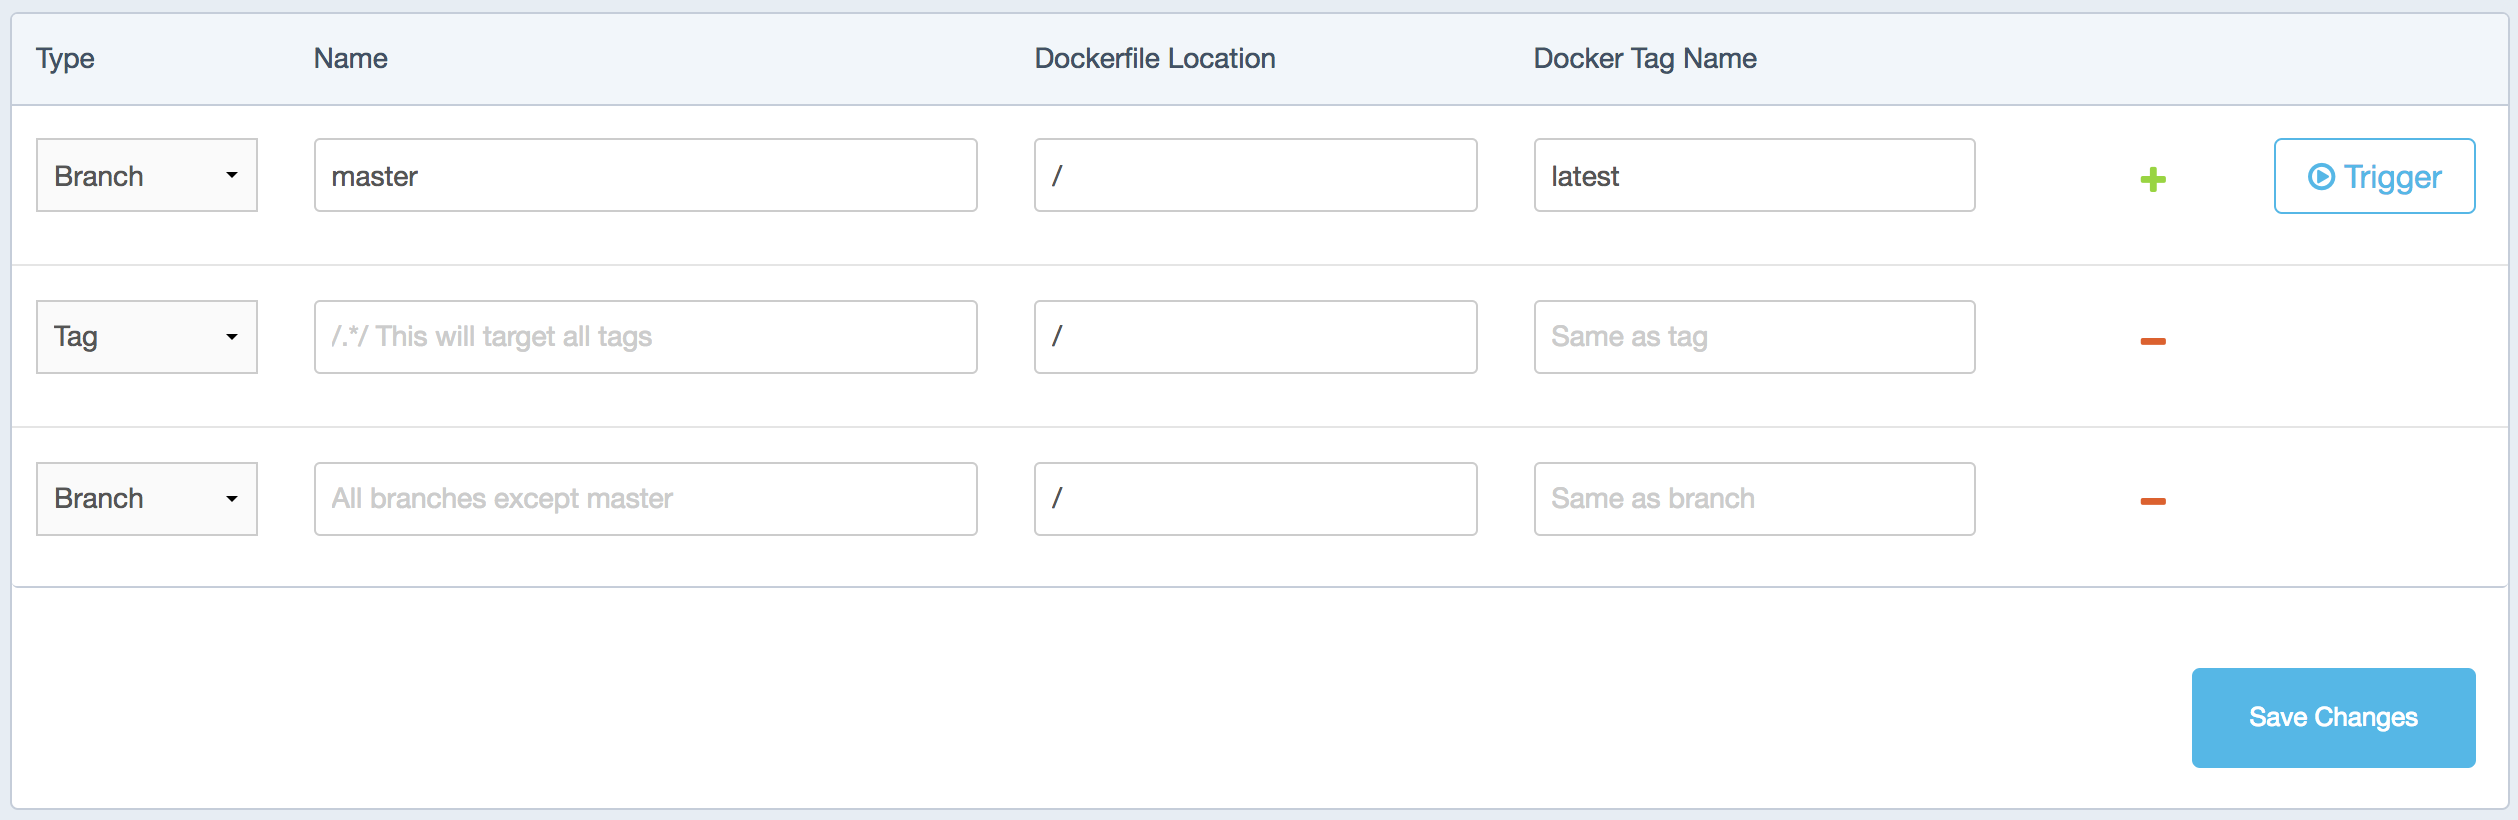 Type Name Dockerfile Location Docker Tag Name
Branch master / latest Trigger
Tag /.*/ This will target all tags / Same as tag
Branch All branches except master / Same as branch
Save Changes